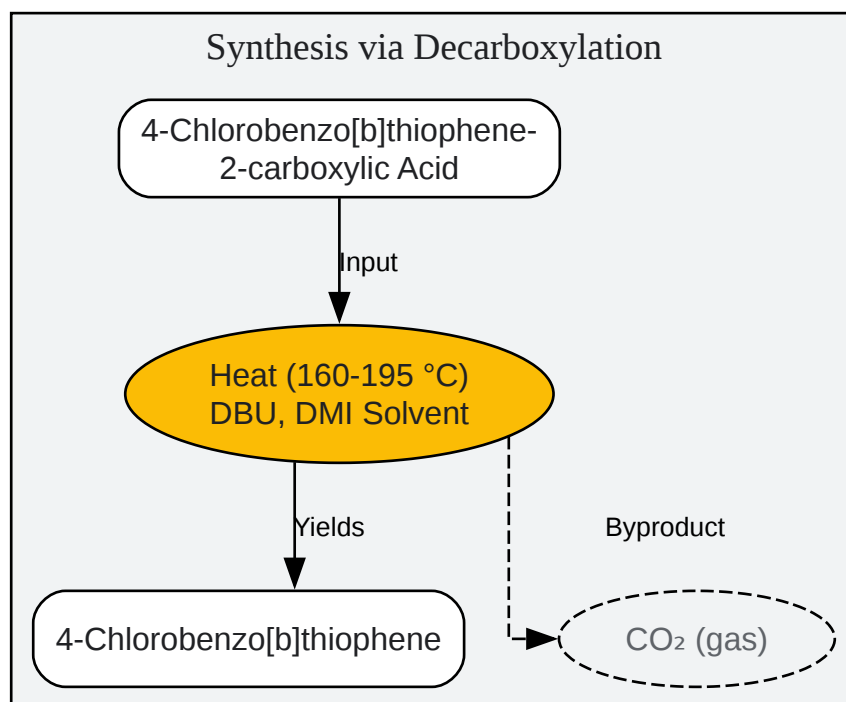 Synthesis via Decarboxylation
4-Chlorobenzo[b]thiophene-
2-carboxylic Acid
Input
Heat (160-195 °C)
DBU, DMI Solvent
Yields
Byproduct
4-Chlorobenzo[b]thiophene
CO₂ (gas)